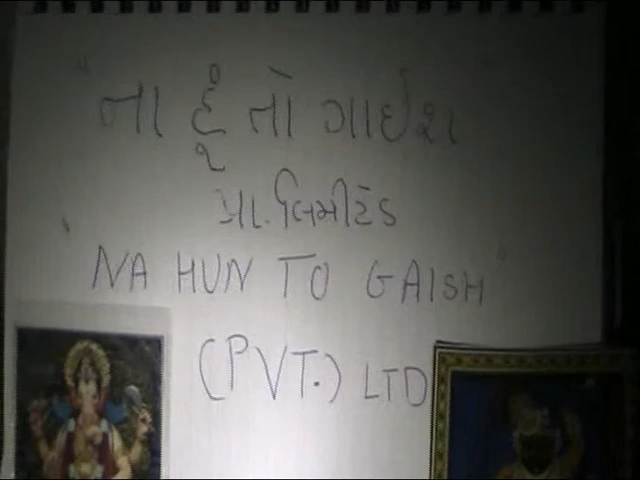 "ના હૂં તો ગાઈશ
પ્રા. લિમીટેડ
"NA HUN TO GAISH"
(PVT.) LTD